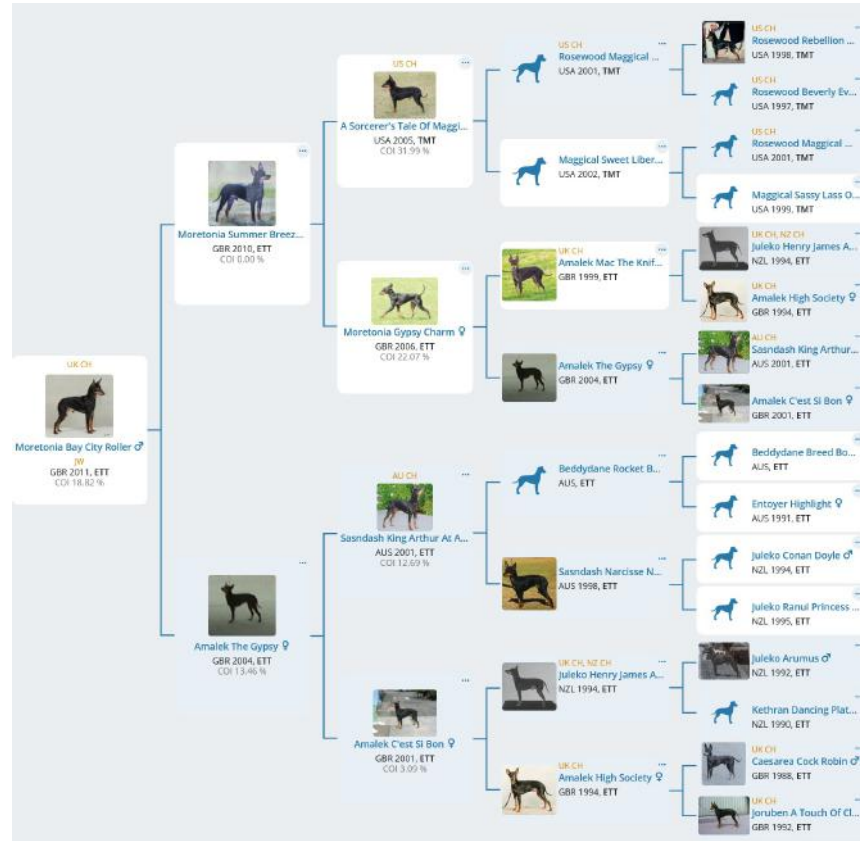 UK CH
Moretonia Bay City Roller ♂
JW
GBR 2011, ETT
COI 18.82 %
Moretonia Summer Breez...
GBR 2010, ETT
COI 0.00 %
Amalek The Gypsy ♀
GBR 2004, ETT
COI 13.46 %
US CH
A Sorcerer's Tale Of Maggi...
USA 2005, TMT
COI 31.99 %
Moretonia Gypsy Charm ♀
GBR 2006, ETT
COI 22.07 %
AU CH
Sasndash King Arthur At A...
AUS 2001, ETT
COI 12.69 %
Amalek C'est Si Bon ♀
GBR 2001, ETT
COI 3.09 %
US CH
Rosewood Maggical ...
USA 2001, TMT
Maggical Sweet Liber...
USA 2002, TMT
UK CH
Amalek Mac The Knif...
GBR 1999, ETT
Amalek The Gypsy ♀
GBR 2004, ETT
Beddydane Rocket B...
AUS, ETT
Sasndash Narcisse N...
AUS 1998, ETT
UK CH, NZ CH
Juleko Henry James A...
NZL 1994, ETT
UK CH
Amalek High Society ♀
GBR 1994, ETT
US CH
Rosewood Rebellion ...
USA 1998, TMT
US CH
Rosewood Beverly Ev...
USA 1997, TMT
US CH
Rosewood Maggical ...
USA 2001, TMT
Maggical Sassy Lass O...
USA 1999, TMT
UK CH, NZ CH
Juleko Henry James A...
NZL 1994, ETT
UK CH
Amalek High Society ♀
GBR 1994, ETT
AU CH
Sasndash King Arthur...
AUS 2001, ETT
Amalek C'est Si Bon ♀
GBR 2001, ETT
Beddydane Breed Bo...
AUS, ETT
Entoyer Highlight ♀
AUS 1991, ETT
Juleko Conan Doyle ♂
NZL 1994, ETT
Juleko Ranui Princess ...
NZL 1995, ETT
Juleko Arumus ♂
NZL 1992, ETT
Kethran Dancing Plat...
NZL 1990, ETT
UK CH
Caesarea Cock Robin ♂
GBR 1988, ETT
UK CH
Joruben A Touch Of Cl...
GBR 1992, ETT